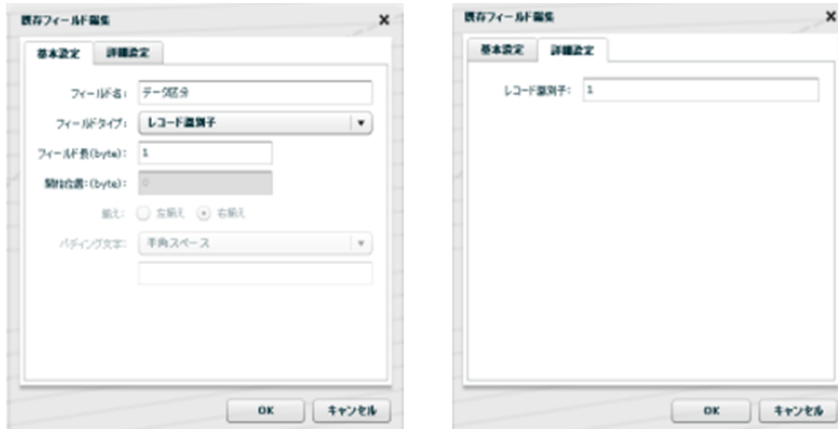 既存フィールド編集
基本設定 詳細設定
フィールド名: データ区分
フィールドタイプ: レコード識別子
フィールド長(byte): 1
開始位置:(byte): 0
揃え: 左揃え 右揃え
パディング文字: 半角スペース
OK キャンセル
既存フィールド編集
基本設定 詳細設定
レコード識別子: 1
OK キャンセル